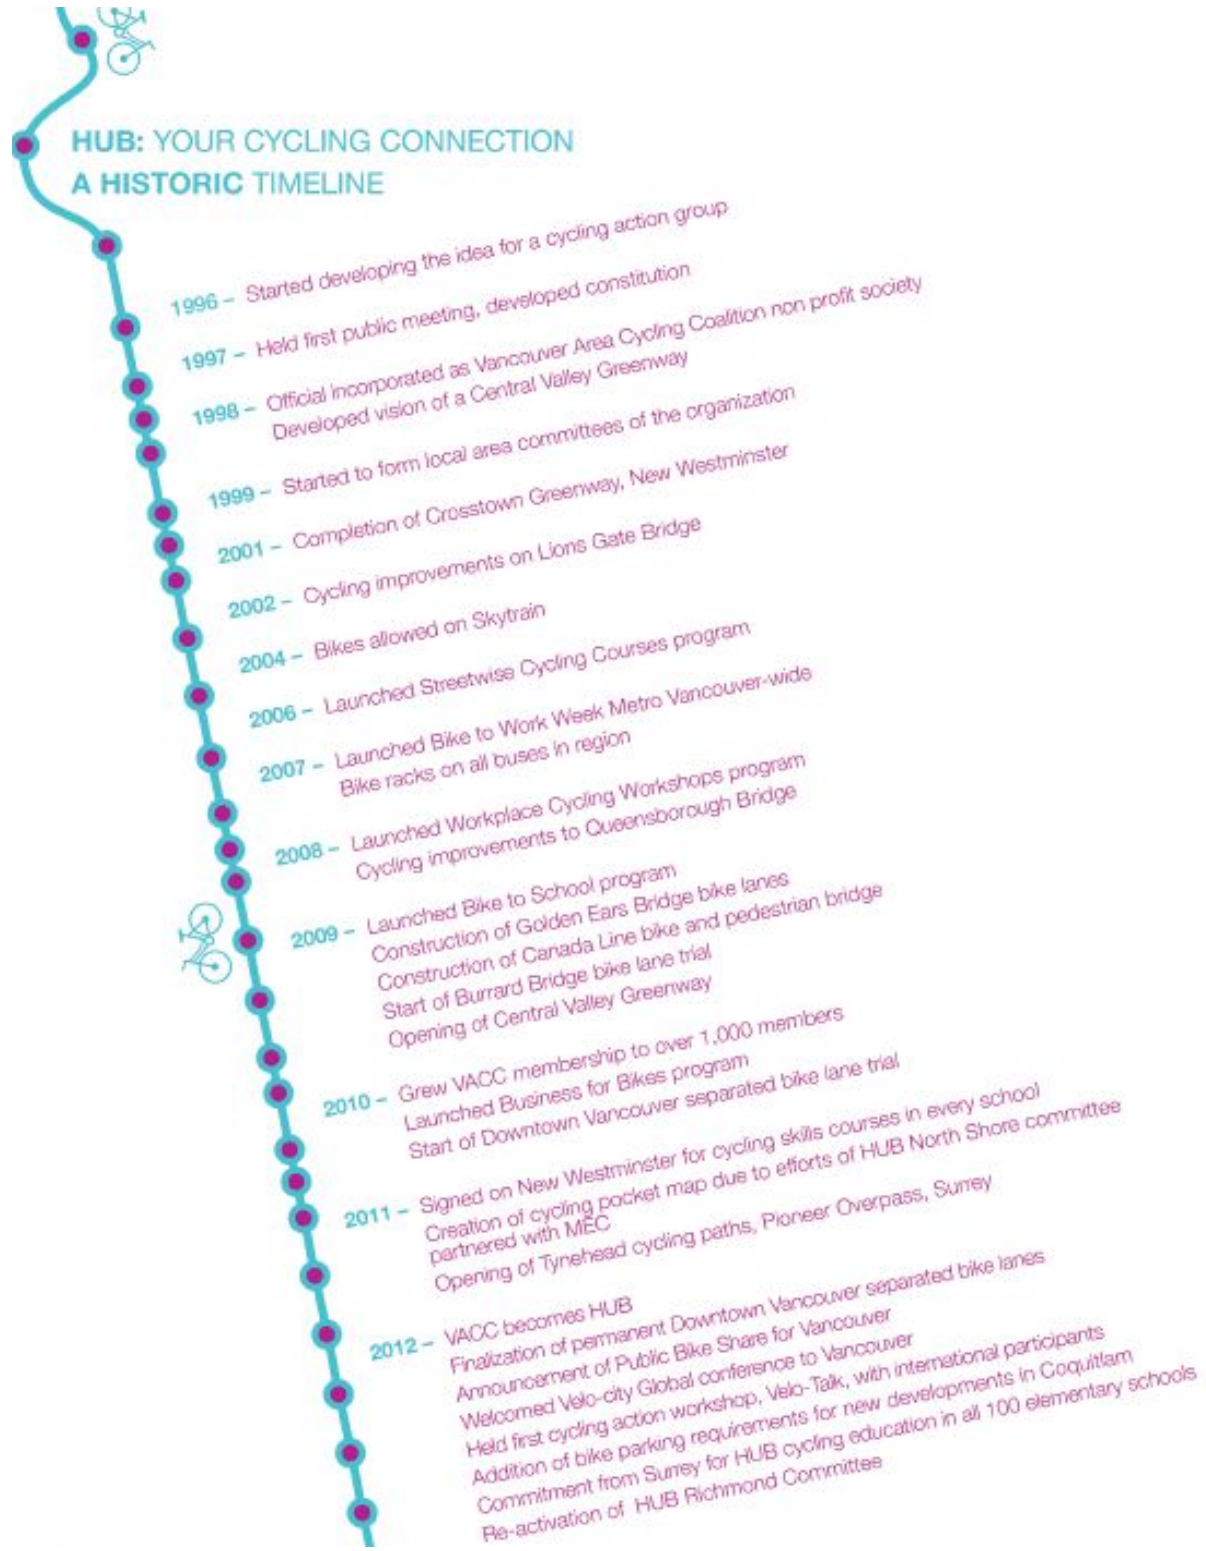 HUB: YOUR CYCLING CONNECTION
A HISTORIC TIMELINE
1996 – Started developing the idea for a cycling action group
1997 – Held first public meeting, developed constitution
1998 – Official incorporated as Vancouver Area Cycling Coalition non profit society
Developed vision of a Central Valley Greenway
1999 – Started to form local area committees of the organization
2001 – Completion of Crosstown Greenway, New Westminster
2002 – Cycling improvements on Lions Gate Bridge
2004 – Bikes allowed on Skytrain
2006 – Launched Streetwise Cycling Courses program
2007 – Launched Bike to Work Week Metro Vancouver-wide
Bike racks on all buses in region
2008 – Launched Workplace Cycling Workshops program
Cycling improvements to Queensborough Bridge
2009 – Launched Bike to School program
Construction of Golden Ears Bridge bike lanes
Construction of Canada Line bike and pedestrian bridge
Start of Burrard Bridge bike lane trial
Opening of Central Valley Greenway
2010 – Grew VACC membership to over 1,000 members
Launched Business for Bikes program
Start of Downtown Vancouver separated bike lane trial
2011 – Signed on New Westminster for cycling skills courses in every school
Creation of cycling pocket map due to efforts of HUB North Shore committee
partnered with MEC
Opening of Tynehead cycling paths, Pioneer Overpass, Surrey
2012 – VACC becomes HUB
Finalization of permanent Downtown Vancouver separated bike lanes
Announcement of Public Bike Share for Vancouver
Welcomed Velo-city Global conference to Vancouver
Held first cycling action workshop, Velo-Talk, with international participants
Addition of bike parking requirements for new developments in Coquitlam
Commitment from Surrey for HUB cycling education in all 100 elementary schools
Re-activation of HUB Richmond Committee